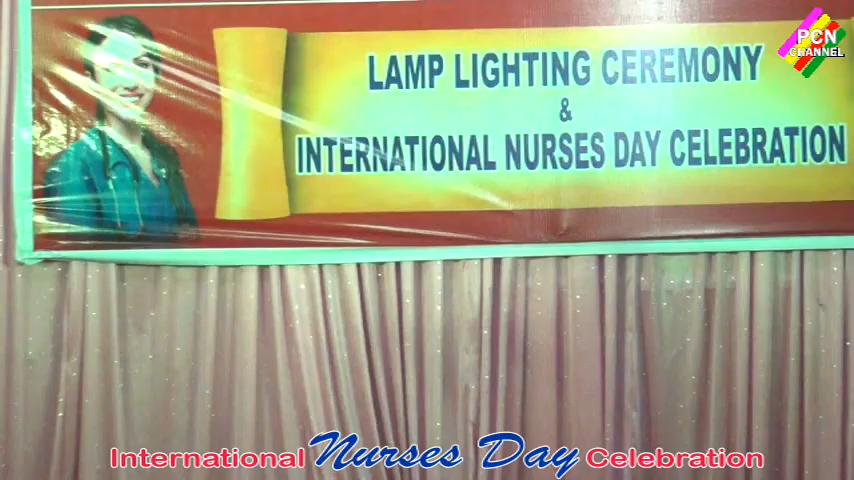 PCN
CHANNEL
LAMP LIGHTING CEREMONY
&
INTERNATIONAL NURSES DAY CELEBRATION
International Nurses Day Celebration